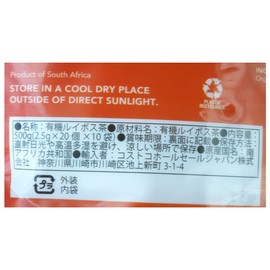 Product of South Africa
STORE IN A COOL DRY PLACE
OUTSIDE OF DIRECT SUNLIGHT.
PLEASE
RECYCLE
●名称：有機ルイボス茶●原材料名：有機ルイボス茶●内容量：
500g(2.5g×20個×10袋)●賞味期限：裏面に記載●保存方法：
直射日光や高温多湿を避け、涼しい場所で保存●原産国名：南
アフリカ共和国●輸入者：コストコホールセールジャパン株式会
社　神奈川県川崎市川崎区池上新町3-1-4
プラ
外装
内袋